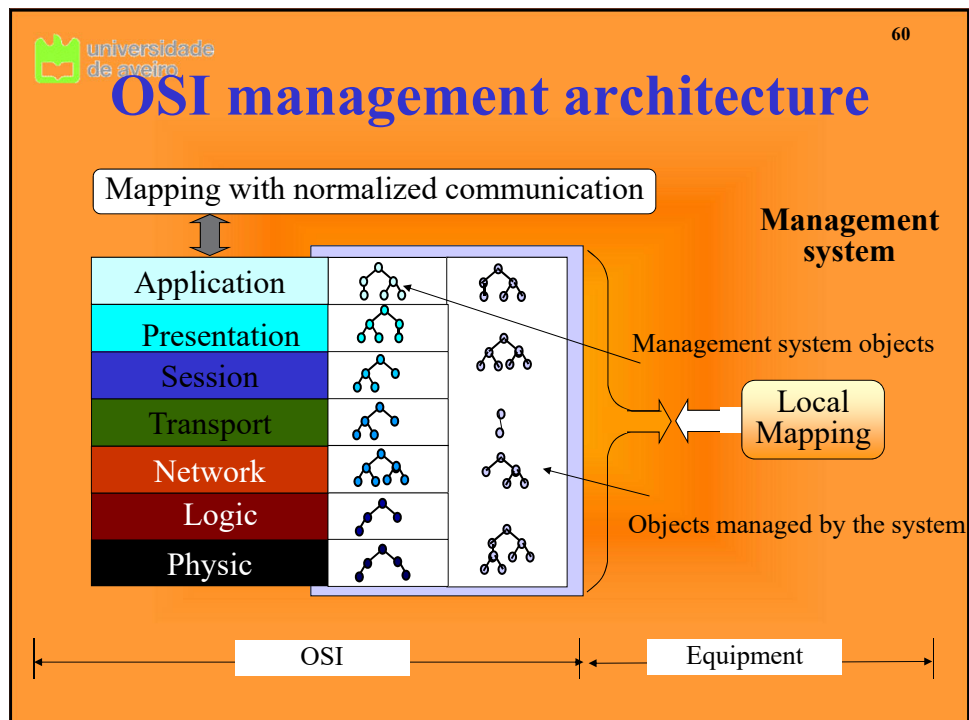 60
universidade
de aveiro
OSI management architecture
Mapping with normalized communication
Management
system
Application
Presentation
Session
Transport
Network
Logic
Physic
Management system objects
Local
Mapping
Objects managed by the system
OSI
Equipment